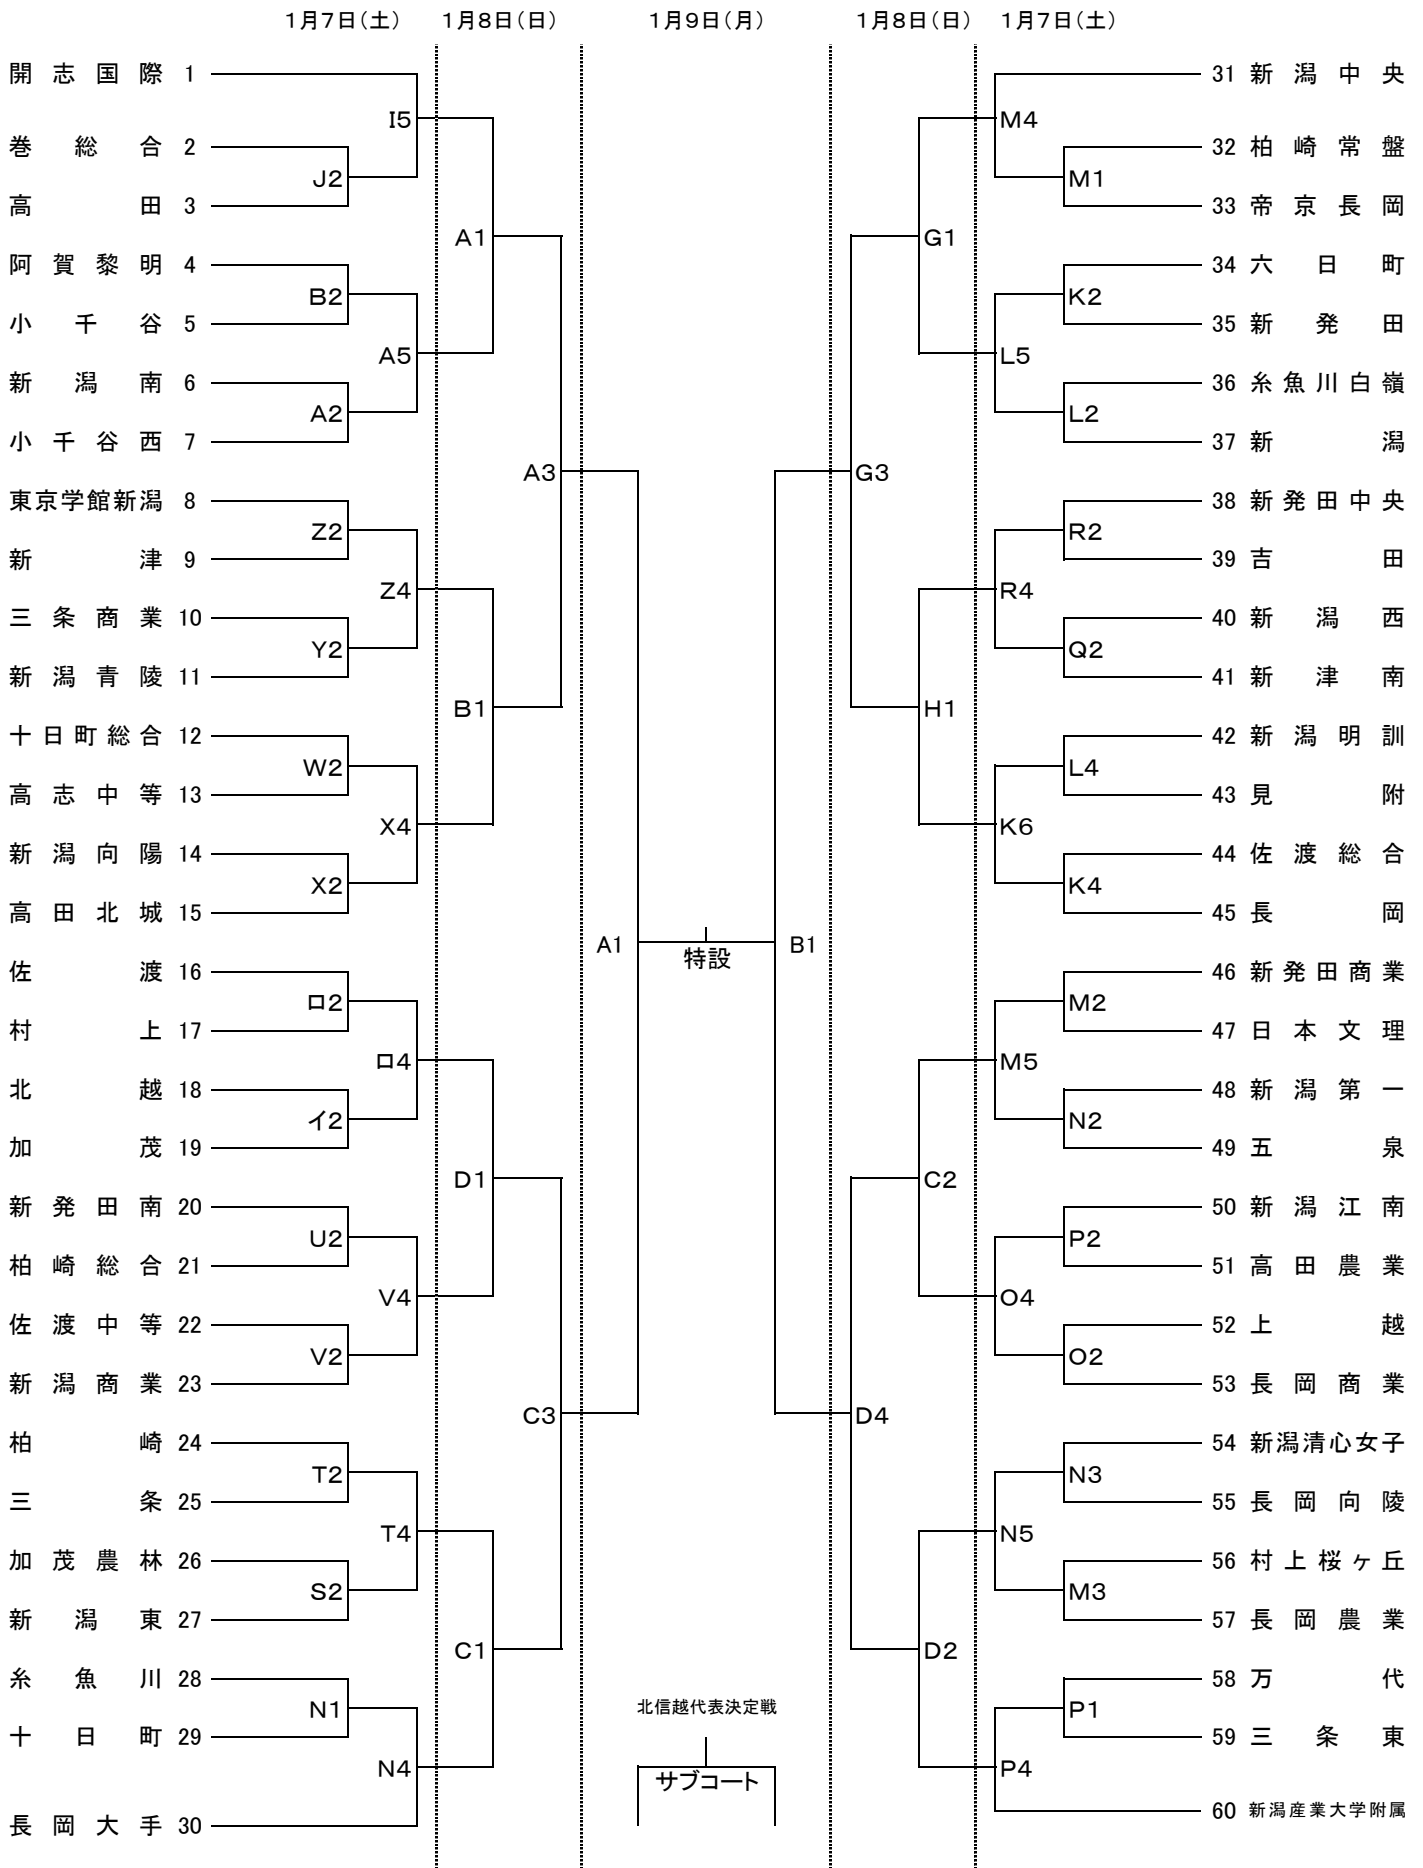 1月7日（土） 1月8日（日） 1月9日（月） 1月8日（日） 1月7日（土）
開志国際 1
31 新潟中央
I5
M4
巻総合 2
32 柏崎常盤
J2
M1
高田 3
33 帝京長岡
A1
G1
阿賀黎明 4
34 六日町
B2
K2
小千谷 5
35 新発田
A5
L5
新潟南 6
36 糸魚川白嶺
A2
L2
小千谷西 7
37 新潟
A3
G3
東京学館新潟 8
38 新発田中央
Z2
R2
新津 9
39 吉田
Z4
R4
三条商業 10
40 新潟西
Y2
Q2
新潟青陵 11
41 新津南
B1
H1
十日町総合 12
42 新潟明訓
W2
L4
高志中等 13
43 見附
X4
K6
新潟向陽 14
44 佐渡総合
X2
K4
高田北城 15
45 長岡
A1 特設 B1
佐渡 16
46 新発田商業
ロ2
M2
村上 17
47 日本文理
ロ4
M5
北越 18
48 新潟第一
イ2
N2
加茂 19
49 五泉
D1
C2
新発田南 20
50 新潟江南
U2
P2
柏崎総合 21
51 高田農業
V4
O4
佐渡中等 22
52 上越
V2
O2
新潟商業 23
53 長岡商業
C3
D4
柏崎 24
54 新潟清心女子
T2
N3
三条 25
55 長岡向陵
T4
N5
加茂農林 26
56 村上桜ヶ丘
S2
M3
新潟東 27
57 長岡農業
C1
D2
糸魚川 28
58 万代
N1
北信越代表決定戦
P1
十日町 29
59 三条東
N4
サブコート
P4
長岡大手 30
60 新潟産業大学附属